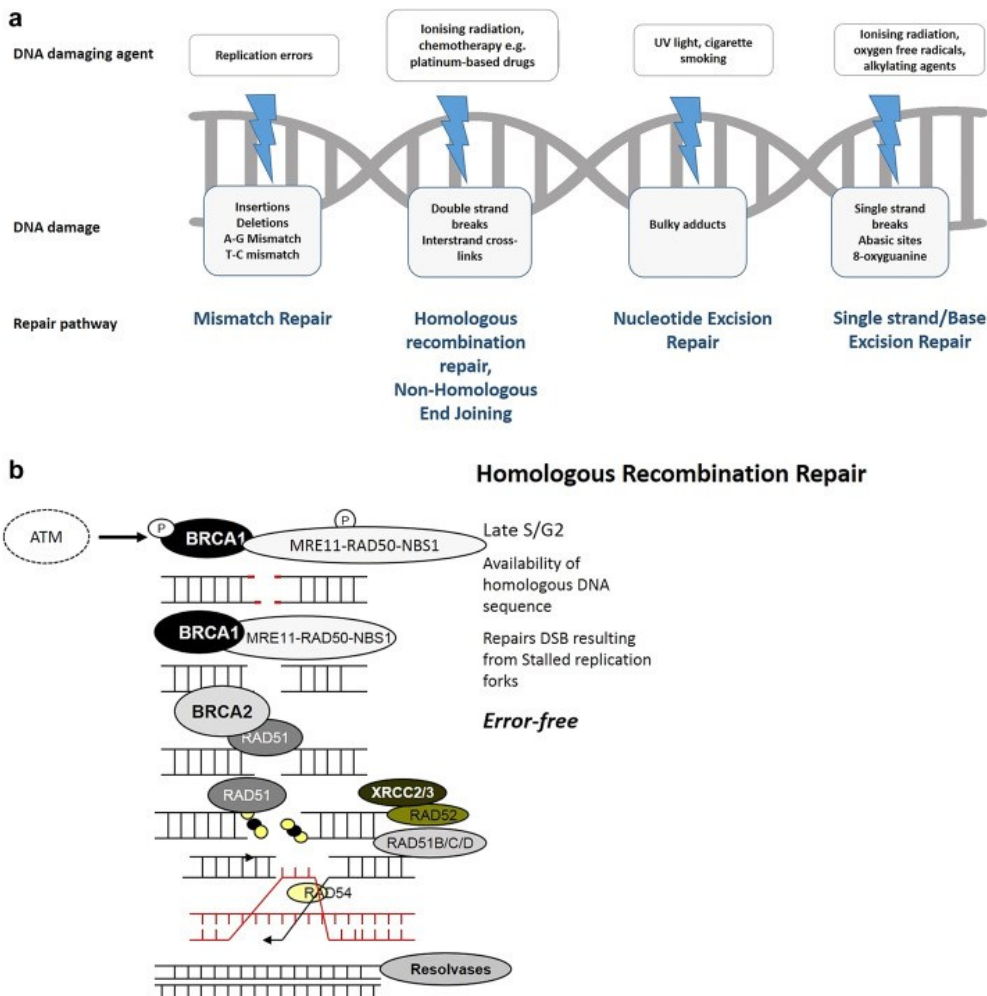 a
DNA damaging agent
Replication errors
Ionising radiation,
chemotherapy e.g.
platinum-based drugs
UV light, cigarette
smoking
Ionising radiation,
oxygen free radicals,
alkylating agents
DNA damage
Insertions
Deletions
A-G Mismatch
T-C mismatch
Double strand
breaks
Interstrand cross-
links
Bulky adducts
Single strand
breaks
Abasic sites
8-oxyguanine
Repair pathway
Mismatch Repair
Homologous
recombination
repair,
Non-Homologous
End Joining
Nucleotide Excision
Repair
Single strand/Base
Excision Repair
b
Homologous Recombination Repair
ATM
P
BRCA1
P
MRE11-RAD50-NBS1
Late S/G2
Availability of
homologous DNA
sequence
BRCA1
MRE11-RAD50-NBS1
Repairs DSB resulting
from Stalled replication
forks
BRCA2
RAD51
Error-free
RAD51
XRCC2/3
RAD52
RAD51B/C/D
RAD54
Resolvases